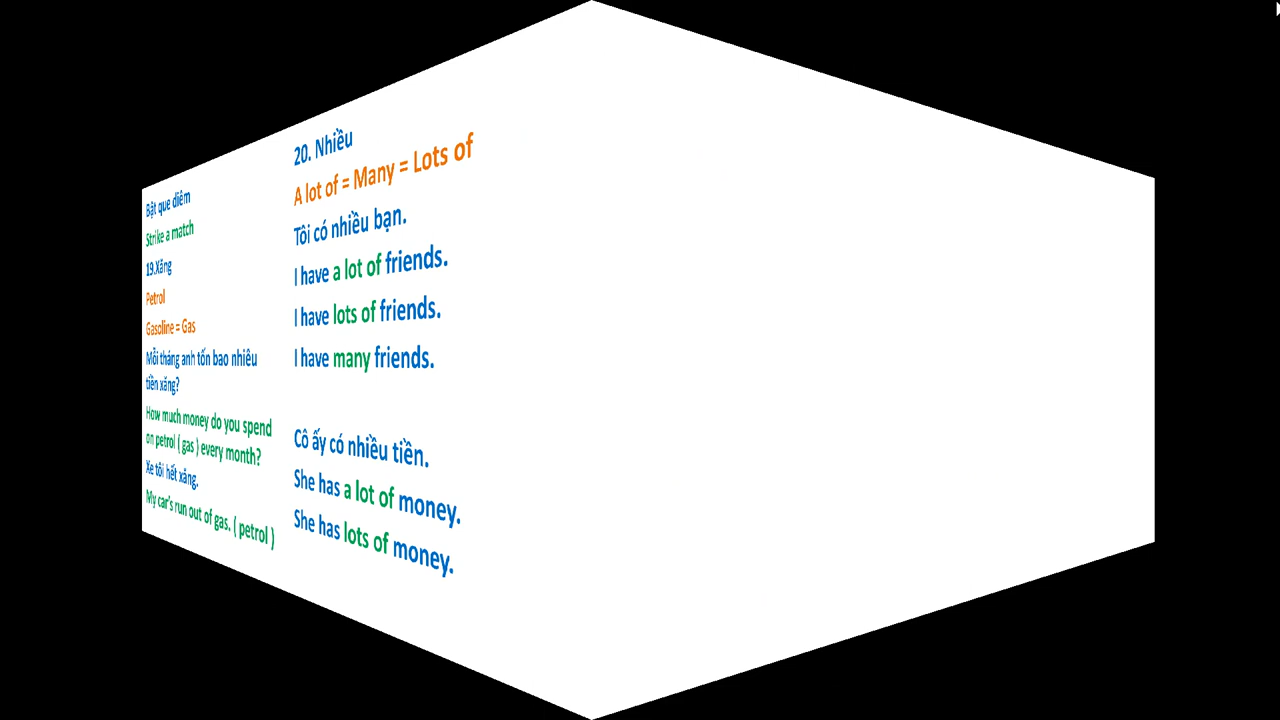 Bật que diêm
Strike a match
19.Xăng
Petrol
Gasoline = Gas
Mỗi tháng anh tốn bao nhiêu
tiền xăng?
How much money do you spend
on petrol ( gas ) every month?
Xe tôi hết xăng.
My car's run out of gas. ( petrol )
20. Nhiều
A lot of = Many = Lots of
Tôi có nhiều bạn.
I have a lot of friends.
I have lots of friends.
I have many friends.
Cô ấy có nhiều tiền.
She has a lot of money.
She has lots of money.